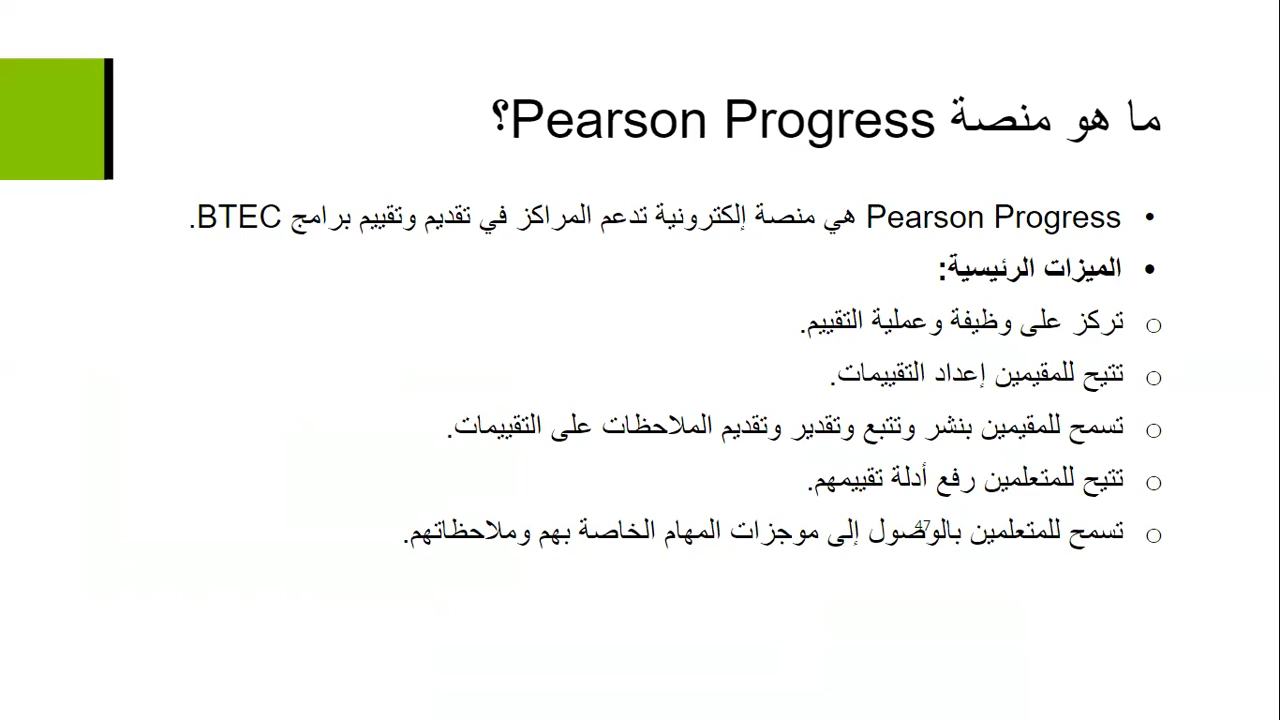 ما هو منصة Pearson Progress؟
• Pearson Progress هي منصة إلكترونية تدعم المراكز في تقديم وتقييم برامج BTEC.
• الميزات الرئيسية:
○ تركز على وظيفة وعملية التقييم.
○ تتيح للمقيمين إعداد التقييمات.
○ تسمح للمقيمين بنشر وتتبع وتقدير وتقديم الملاحظات على التقييمات.
○ تتيح للمتعلمين رفع أدلة تقييمهم.
○ تسمح للمتعلمين بالوصول إلى موجزات المهام الخاصة بهم وملاحظاتهم.
47